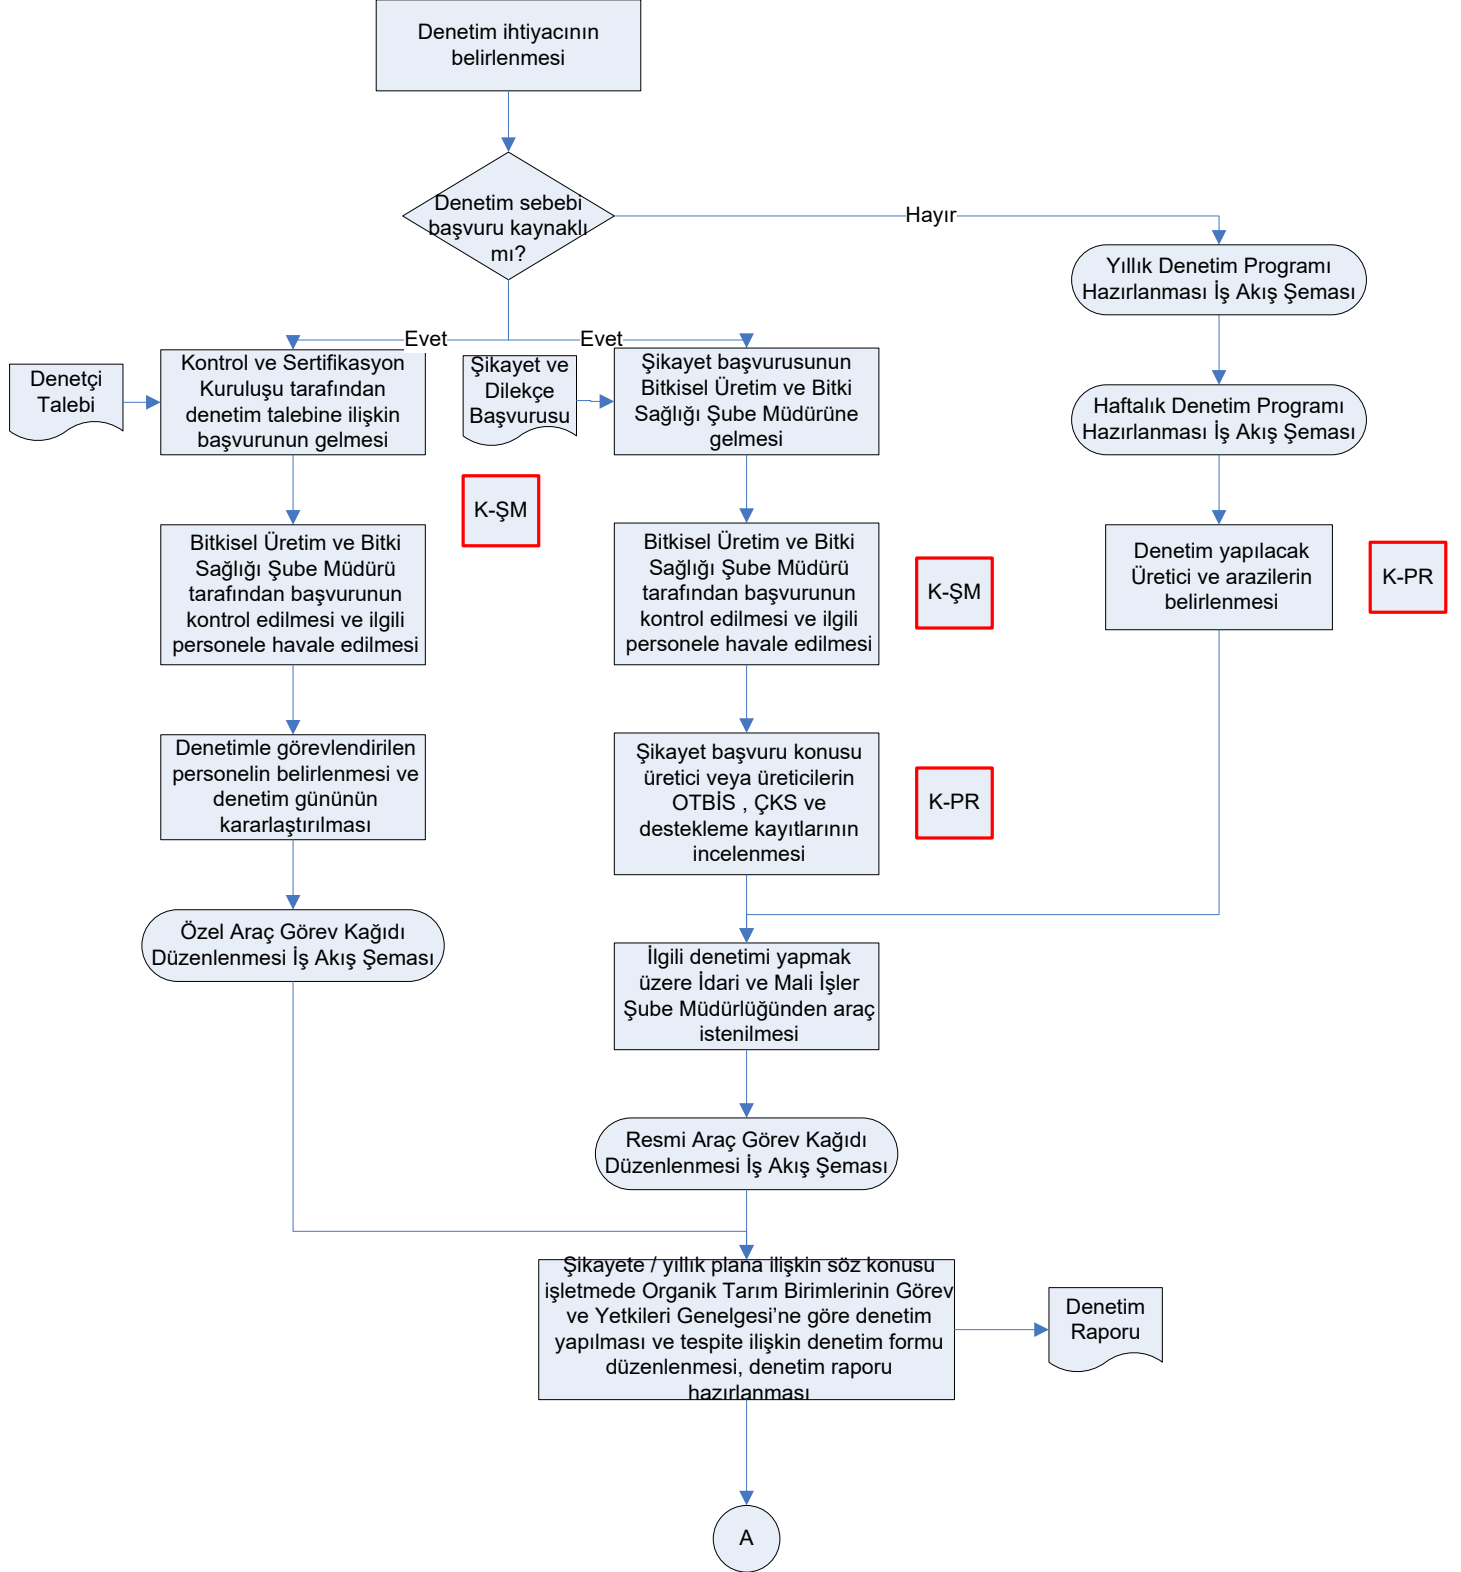 Denetim ihtiyacının
belirlenmesi
Denetim sebebi
başvuru kaynaklı
mı?
Hayır
Evet
Evet
Yıllık Denetim Programı
Hazırlanması İş Akış Şeması
Denetçi
Talebi
Kontrol ve Sertifikasyon
Kuruluşu tarafından
denetim talebine ilişkin
başvurunun gelmesi
Şikayet ve
Dilekçe
Başvurusu
Şikayet başvurusunun
Bitkisel Üretim ve Bitki
Sağlığı Şube Müdürüne
gelmesi
Haftalık Denetim Programı
Hazırlanması İş Akış Şeması
K-ŞM
Bitkisel Üretim ve Bitki
Sağlığı Şube Müdürü
tarafından başvurunun
kontrol edilmesi ve ilgili
personele havale edilmesi
Bitkisel Üretim ve Bitki
Sağlığı Şube Müdürü
tarafından başvurunun
kontrol edilmesi ve ilgili
personele havale edilmesi
K-ŞM
Denetim yapılacak
Üretici ve arazilerin
belirlenmesi
K-PR
Denetimle görevlendirilen
personelin belirlenmesi ve
denetim gününün
kararlaştırılması
Şikayet başvuru konusu
üretici veya üreticilerin
OTBİS , ÇKS ve
destekleme kayıtlarının
incelenmesi
K-PR
Özel Araç Görev Kağıdı
Düzenlenmesi İş Akış Şeması
İlgili denetimi yapmak
üzere İdari ve Mali İşler
Şube Müdürlüğünden araç
istenilmesi
Resmi Araç Görev Kağıdı
Düzenlenmesi İş Akış Şeması
Şikayete / yıllık plana ilişkin söz konusu
işletmede Organik Tarım Birimlerinin Görev
ve Yetkileri Genelgesi’ne göre denetim
yapılması ve tespite ilişkin denetim formu
düzenlenmesi, denetim raporu
hazırlanması
Denetim
Raporu
A